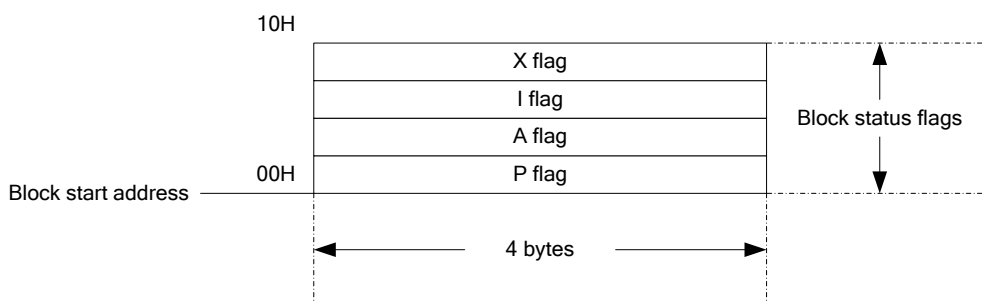 10H
X flag
I flag
Block status flags
A flag
00H
P flag
Block start address
4 bytes